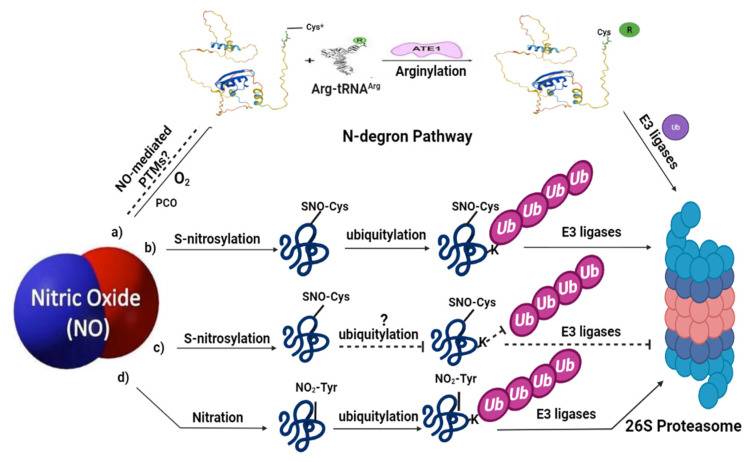 Cys*
R
+
ATE1
Arg-tRNAArg
Arginylation
Cys
R
N-degron Pathway
Ub
E3 ligases
NO-mediated
PTMs?
O2
PCO
a)
b)
S-nitrosylation
SNO-Cys
ubiquitylation
SNO-Cys
K
Ub Ub Ub Ub
E3 ligases
Nitric Oxide
(NO)
c)
S-nitrosylation
SNO-Cys
?
ubiquitylation
SNO-Cys
K
Ub Ub Ub Ub
E3 ligases
d)
Nitration
NO2-Tyr
ubiquitylation
NO2-Tyr
K
Ub Ub Ub Ub
E3 ligases
26S Proteasome